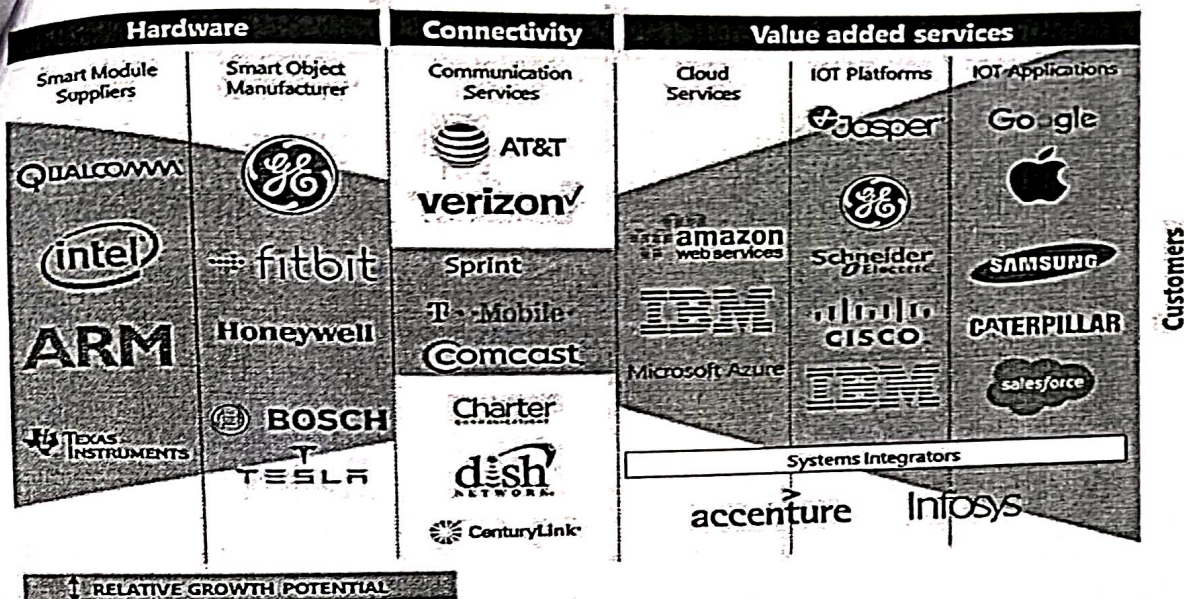 Hardware
Connectivity
Value added services
Smart Module
Suppliers
Smart Object
Manufacturer
Communication
Services
Cloud
Services
IOT Platforms
IOT Applications
QUALCOMM
intel
ARM
TEXAS
INSTRUMENTS
GE
fitbit
Honeywell
BOSCH
TESLA
AT&T
verizon
Sprint
T Mobile
Comcast
Charter
dish
NETWORK
CenturyLink
amazon
web services
IBM
Microsoft Azure
Jasper
GE
Schneider
Electric
CISCO
IBM
Google
SAMSUNG
CATERPILLAR
salesforce
Systems Integrators
accenture
Infosys
Customers
RELATIVE GROWTH POTENTIAL